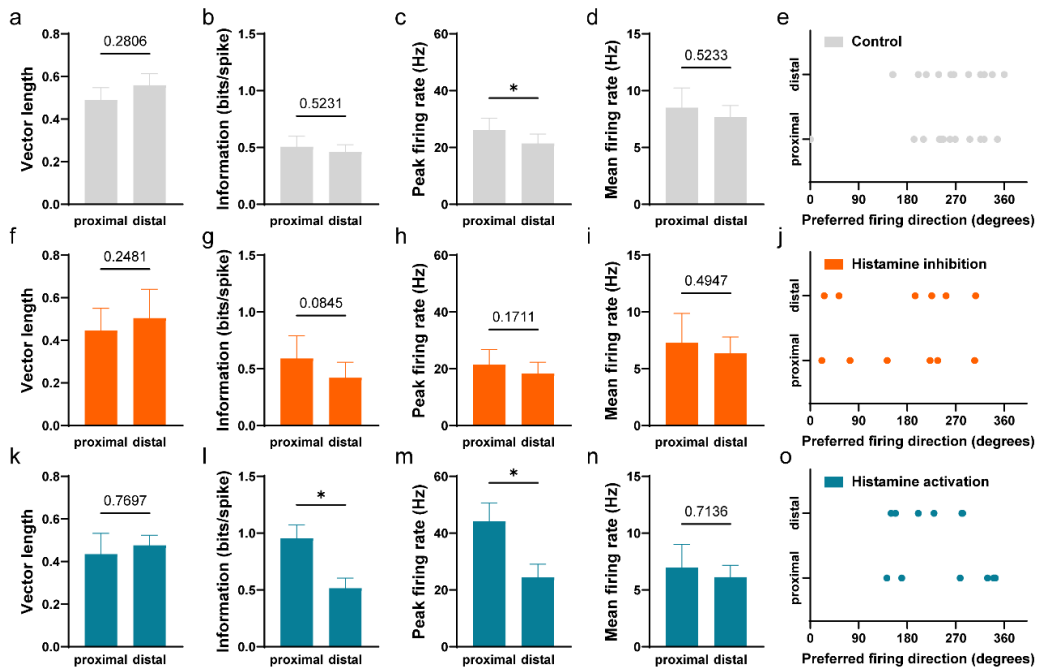 a
b
c
d
e
Vector length
0.8
0.6
0.4
0.2
0.0
0.2806
proximal distal
Information (bits/spike)
1.5
1.0
0.5
0.0
0.5231
proximal distal
Peak firing rate (Hz)
60
40
20
0
*
proximal distal
Mean firing rate (Hz)
15
10
5
0
0.5233
proximal distal
Control
distal
proximal
0 90 180 270 360
Preferred firing direction (degrees)
f
g
h
i
j
Vector length
0.8
0.6
0.4
0.2
0.0
0.2481
proximal distal
Information (bits/spike)
1.5
1.0
0.5
0.0
0.0845
proximal distal
Peak firing rate (Hz)
60
40
20
0
0.1711
proximal distal
Mean firing rate (Hz)
15
10
5
0
0.4947
proximal distal
Histamine inhibition
distal
proximal
0 90 180 270 360
Preferred firing direction (degrees)
k
l
m
n
o
Vector length
0.8
0.6
0.4
0.2
0.0
0.7697
proximal distal
Information (bits/spike)
1.5
1.0
0.5
0.0
*
proximal distal
Peak firing rate (Hz)
60
40
20
0
*
proximal distal
Mean firing rate (Hz)
15
10
5
0
0.7136
proximal distal
Histamine activation
distal
proximal
0 90 180 270 360
Preferred firing direction (degrees)